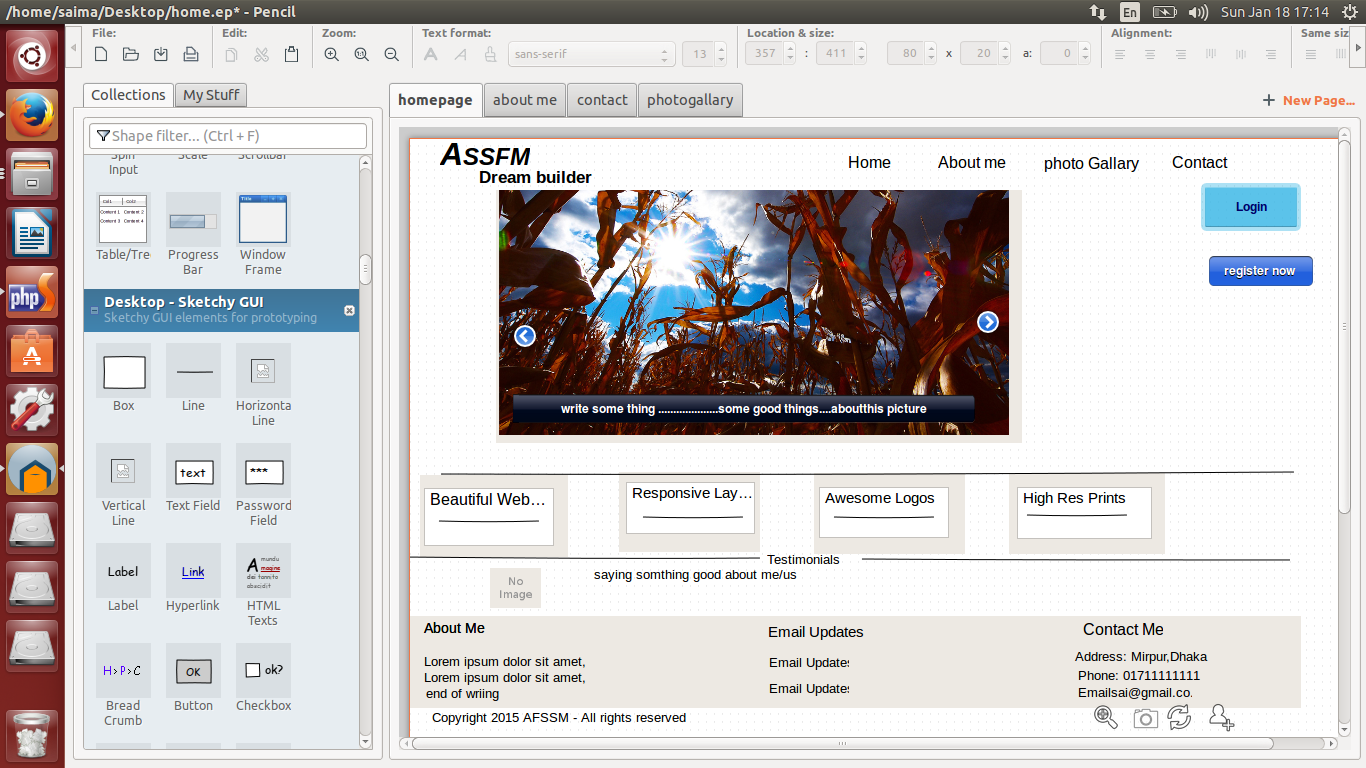 /home/saima/Desktop/home.ep* - Pencil
En
Sun Jan 18 17:14
File:
Edit:
Zoom:
Text format:
Location & size:
Alignment:
Same siz
sans-serif
13
357 : 411
80 x 20 a: 0
Collections
My Stuff
homepage
about me
contact
photogallary
New Page...
Shape filter... (Ctrl + F)
Spin Input
Scale
Scrollbar
Table/Tre
Progress Bar
Title
Window Frame
Desktop - Sketchy GUI
Sketchy GUI elements for prototyping
Box
Line
Horizonta Line
text
***
Vertical Line
Text Field
Password Field
Label
Link
Label
Hyperlink
HTML Texts
H>P>C
OK
ok?
Bread Crumb
Button
Checkbox
php
ASSFM
Dream builder
Home
About me
photo Gallary
Contact
Login
register now
write some thing ....................some good things....aboutthis picture
Beautiful Web…
Responsive Lay…
Awesome Logos
High Res Prints
Testimonials
No Image
saying somthing good about me/us
About Me
Lorem ipsum dolor sit amet,
Lorem ipsum dolor sit amet,
end of wriing
Email Updates
Email Updates
Email Updates
Contact Me
Address: Mirpur,Dhaka
Phone: 01711111111
Emailsai@gmail.co.
Copyright 2015 AFSSM - All rights reserved